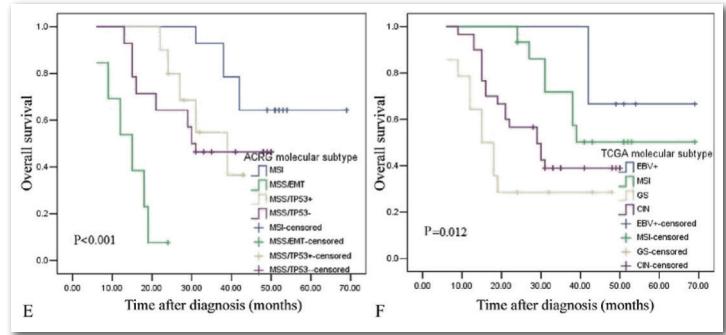 1.0
0.8
0.6
0.4
0.2
0.0
Overall survival
ACRG molecular subtype
MSI
MSS/EMT
MSS/TP53+
MSS/TP53-
MSI-censored
MSS/EMT-censored
MSS/TP53+-censored
MSS/TP53--censored
P<0.001
.00
10.00
20.00
30.00
40.00
50.00
60.00
70.00
E
Time after diagnosis (months)
1.0
0.8
0.6
0.4
0.2
0.0
Overall survival
TCGA molecular subtype
EBV+
MSI
GS
CIN
EBV+-censored
MSI-censored
GS-censored
CIN-censored
P=0.012
.00
10.00
20.00
30.00
40.00
50.00
60.00
70.00
F
Time after diagnosis (months)